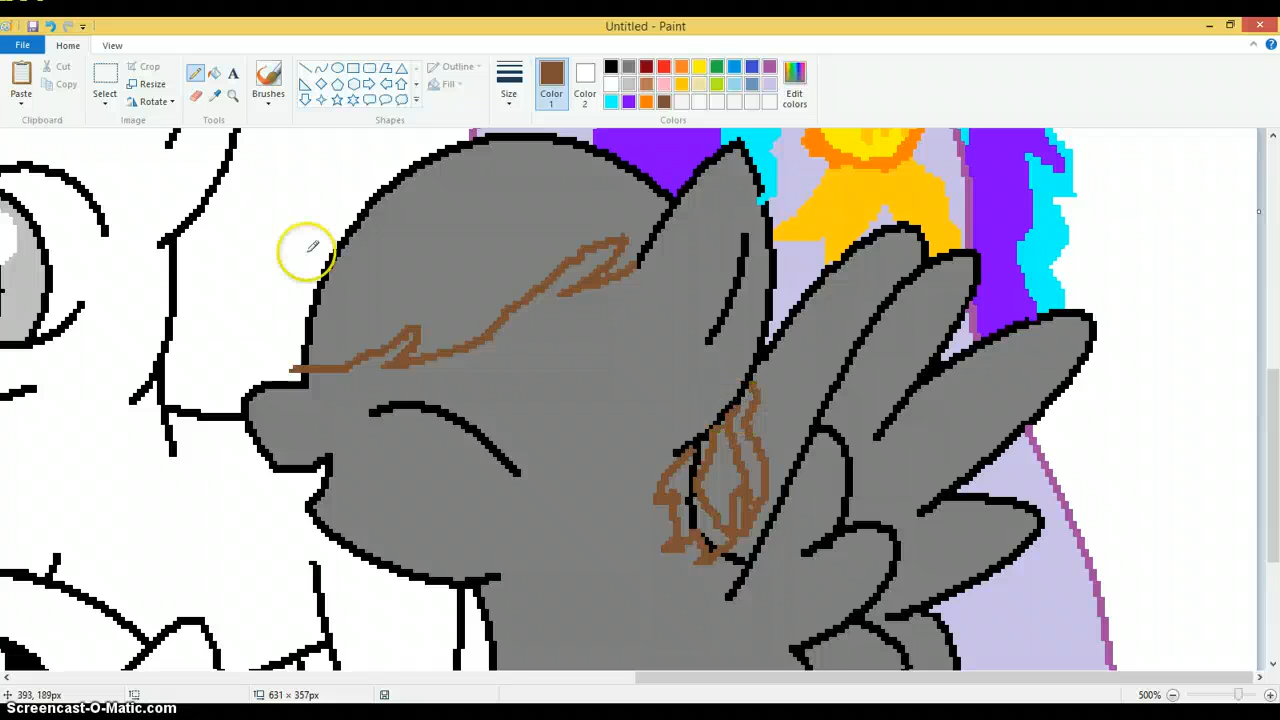 Untitled - Paint
File Home View
Paste
Cut
Copy
Clipboard
Select
Crop
Resize
Rotate
Image
A
Tools
Brushes
Shapes
Outline
Fill
Size
Color 1
Color 2
Colors
Edit colors
393, 189px
631 × 357px
500%
Screencast-O-Matic.com